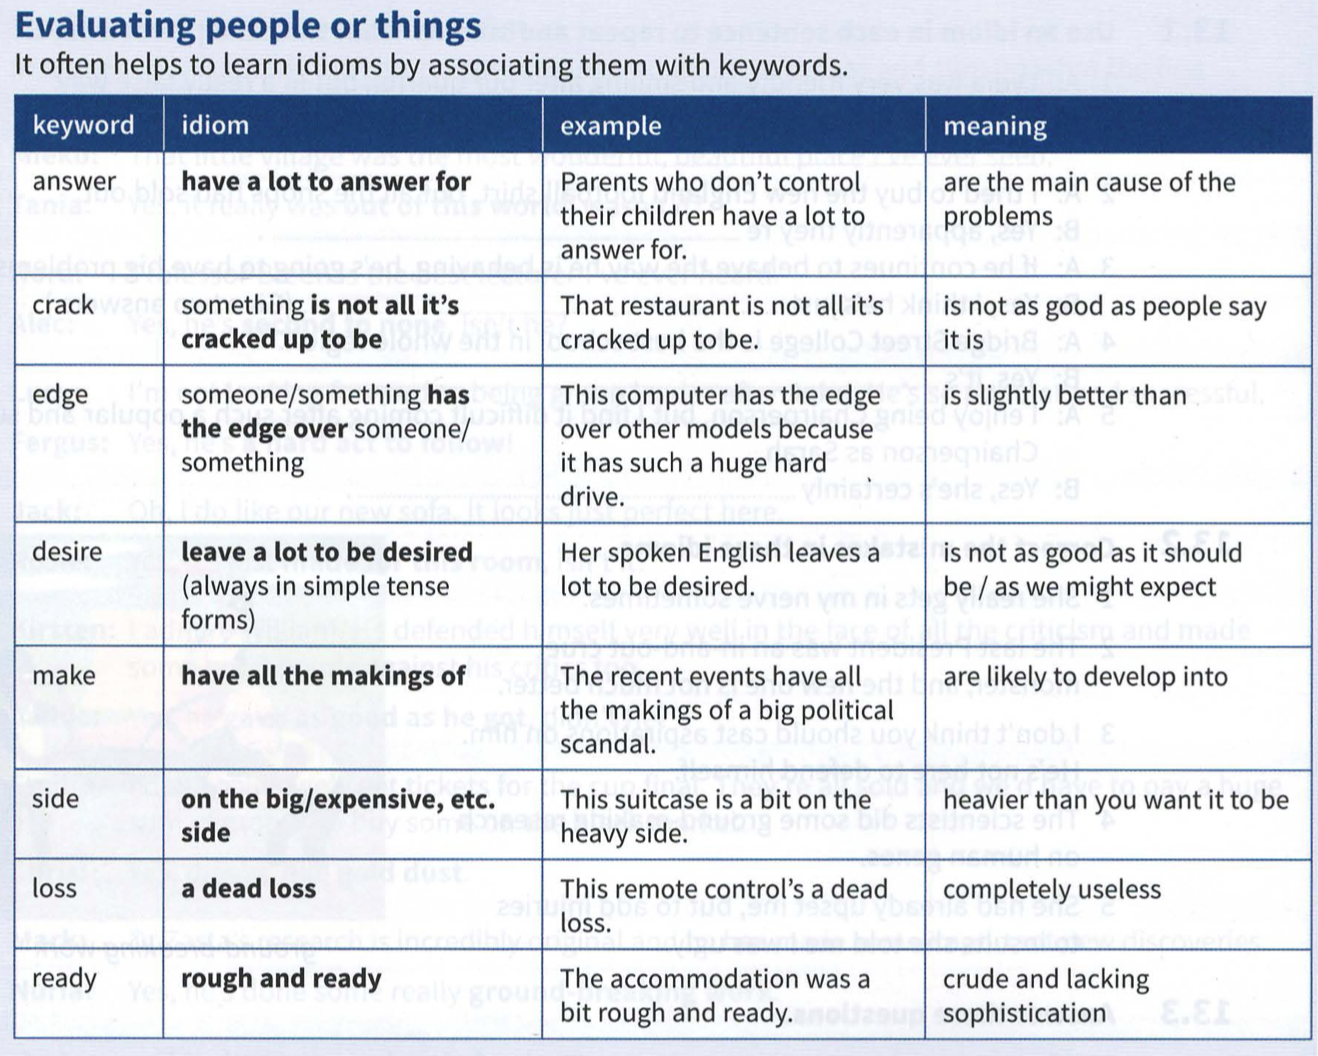 Evaluating people or things
It often helps to learn idioms by associating them with keywords.
keyword idiom example meaning
answer have a lot to answer for Parents who don't control are the main cause of the
their children have a lot to problems
answer for.
crack something is not all it's That restaurant is not all it's is not as good as people say
cracked up to be cracked up to be. it is
edge someone/something has This computer has the edge is slightly better than
the edge over someone/ over other models because
something it has such a huge hard
drive.
desire leave a lot to be desired Her spoken English leaves a is not as good as it should
(always in simple tense lot to be desired. be / as we might expect
forms)
make have all the makings of The recent events have all are likely to develop into
the makings of a big political
scandal.
side on the big/expensive, etc. This suitcase is a bit on the heavier than you want it to be
side heavy side.
loss a dead loss This remote control's a dead completely useless
loss.
ready rough and ready The accommodation was a crude and lacking
bit rough and ready. sophistication